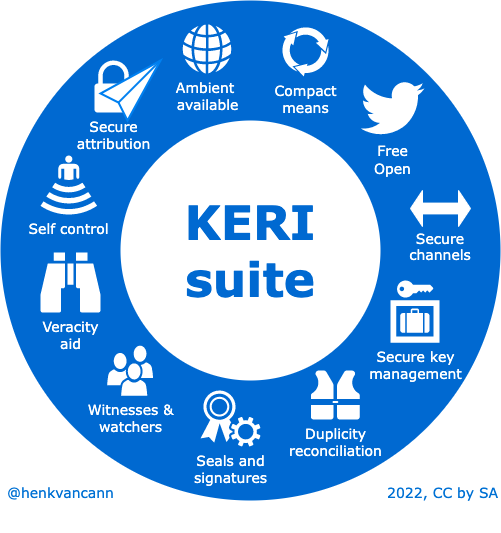 KERI
suite
Ambient
available
Compact
means
Free
Open
Secure
channels
Secure key
management
Duplicity
reconciliation
Seals and
signatures
Witnesses &
watchers
Veracity
aid
Self control
Secure
attribution
@henkvancann
2022, CC by SA